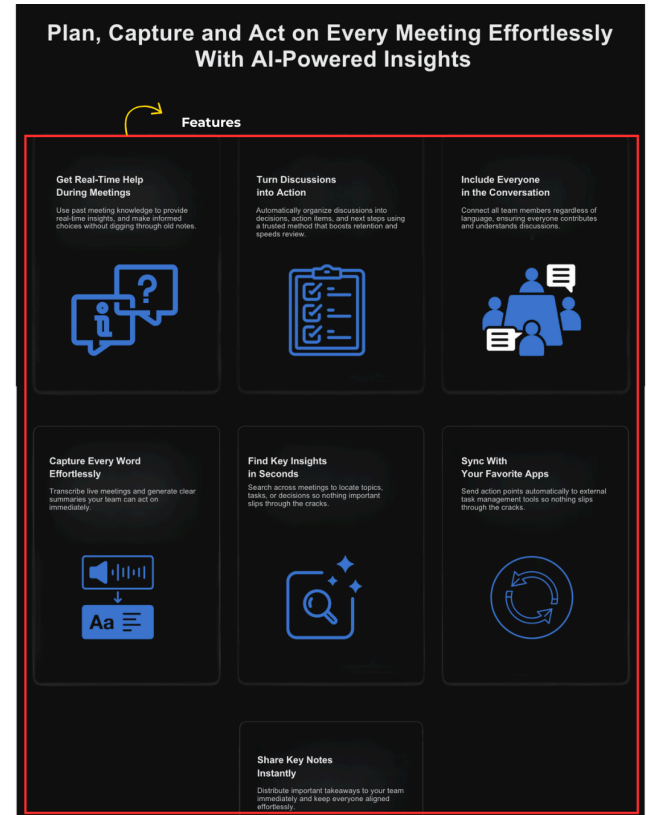 Plan, Capture and Act on Every Meeting Effortlessly
With AI-Powered Insights
Features
Get Real-Time Help
During Meetings
Use past meeting knowledge to provide
real-time insights, and make informed
choices without digging through old notes.
?
i
Turn Discussions
into Action
Automatically organize discussions into
decisions, action items, and next steps using
a trusted method that boosts retention and
speeds review.
Include Everyone
in the Conversation
Connect all team members regardless of
language, ensuring everyone contributes
and understands discussions.
Capture Every Word
Effortlessly
Transcribe live meetings and generate clear
summaries your team can act on
immediately.
Aa
Find Key Insights
in Seconds
Search across meetings to locate topics,
tasks, or decisions so nothing important
slips through the cracks.
Sync With
Your Favorite Apps
Send action points automatically to external
task management tools so nothing slips
through the cracks.
Share Key Notes
Instantly
Distribute important takeaways to your team
immediately and keep everyone aligned
effortlessly.